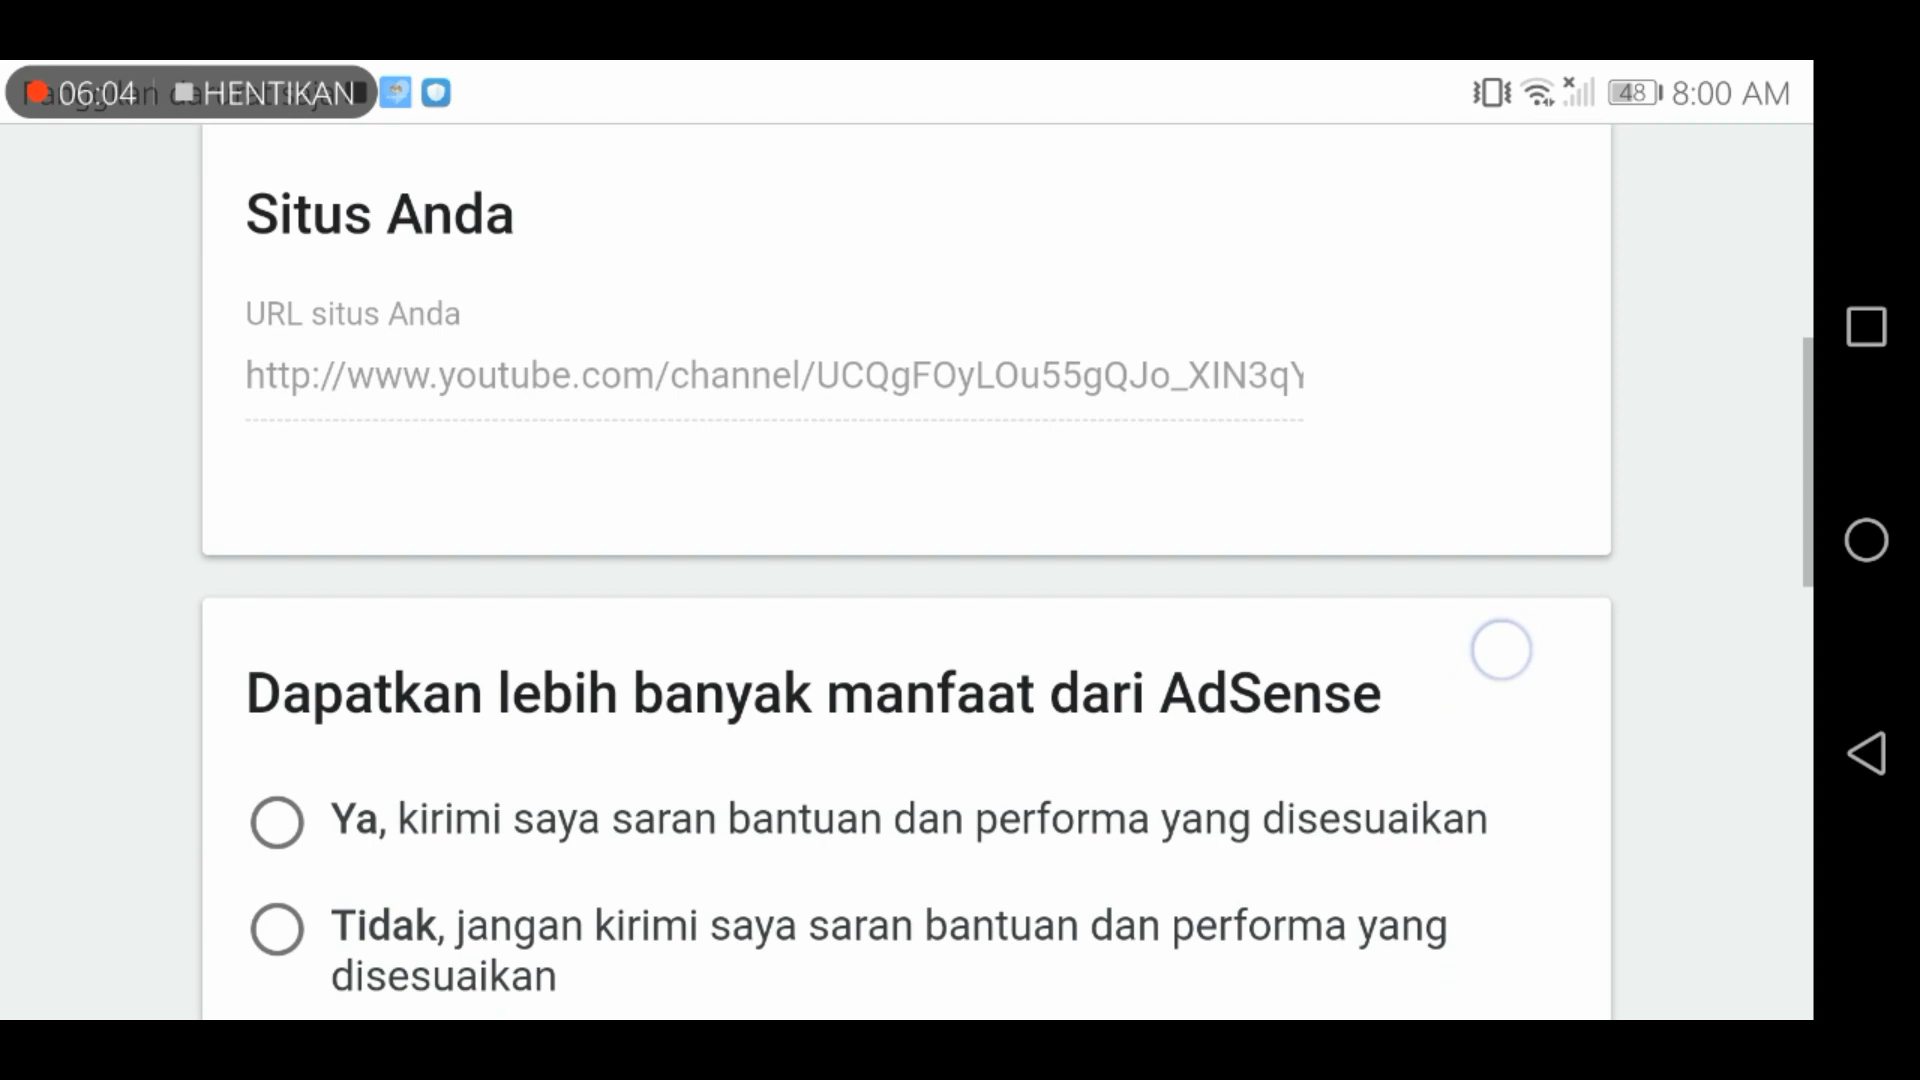 06:04 HENTIKAN 48 8:00 AM
Situs Anda
URL situs Anda
http://www.youtube.com/channel/UCQgFOyLOu55gQJo_XIN3qY
Dapatkan lebih banyak manfaat dari AdSense
Ya, kirimi saya saran bantuan dan performa yang disesuaikan
Tidak, jangan kirimi saya saran bantuan dan performa yang
disesuaikan